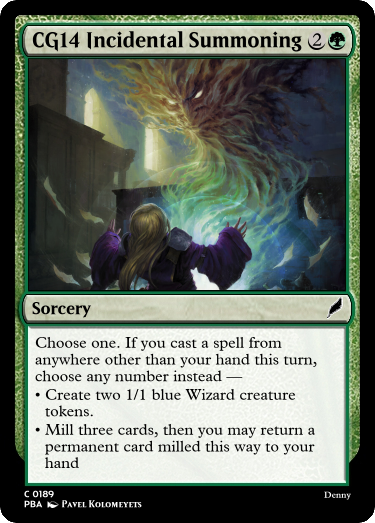 CG14 Incidental Summoning 2
Sorcery
Choose one. If you cast a spell from
anywhere other than your hand this turn,
choose any number instead —
• Create two 1/1 blue Wizard creature
tokens.
• Mill three cards, then you may return a
permanent card milled this way to your
hand
C 0189
PBA Pavel Kolomeyets
Denny